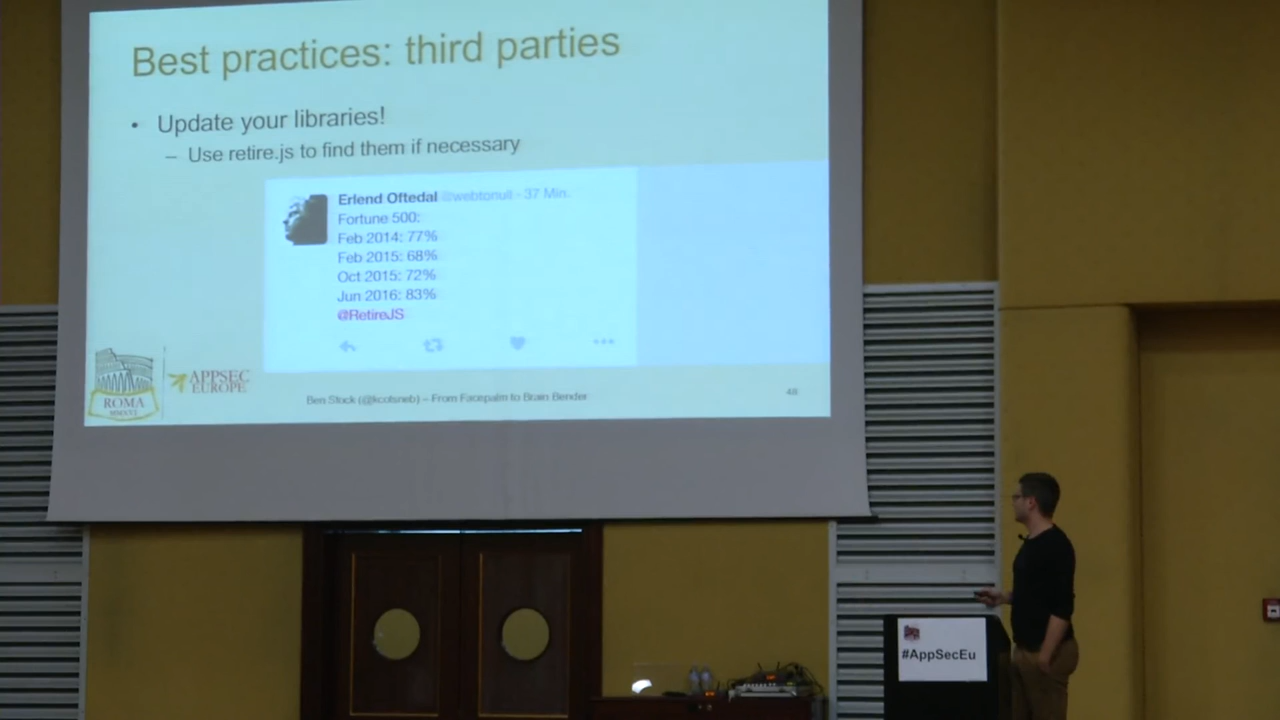 Best practices: third parties
• Update your libraries!
– Use retire.js to find them if necessary
Erlend Oftedal @webtonull - 37 Min.
Fortune 500:
Feb 2014: 77%
Feb 2015: 68%
Oct 2015: 72%
Jun 2016: 83%
@RetireJS
ROMA
MMXVI
APPSEC
EUROPE
Ben Stock (@kcotsneb) – From Facepalm to Brain Bender
48
#AppSecEu